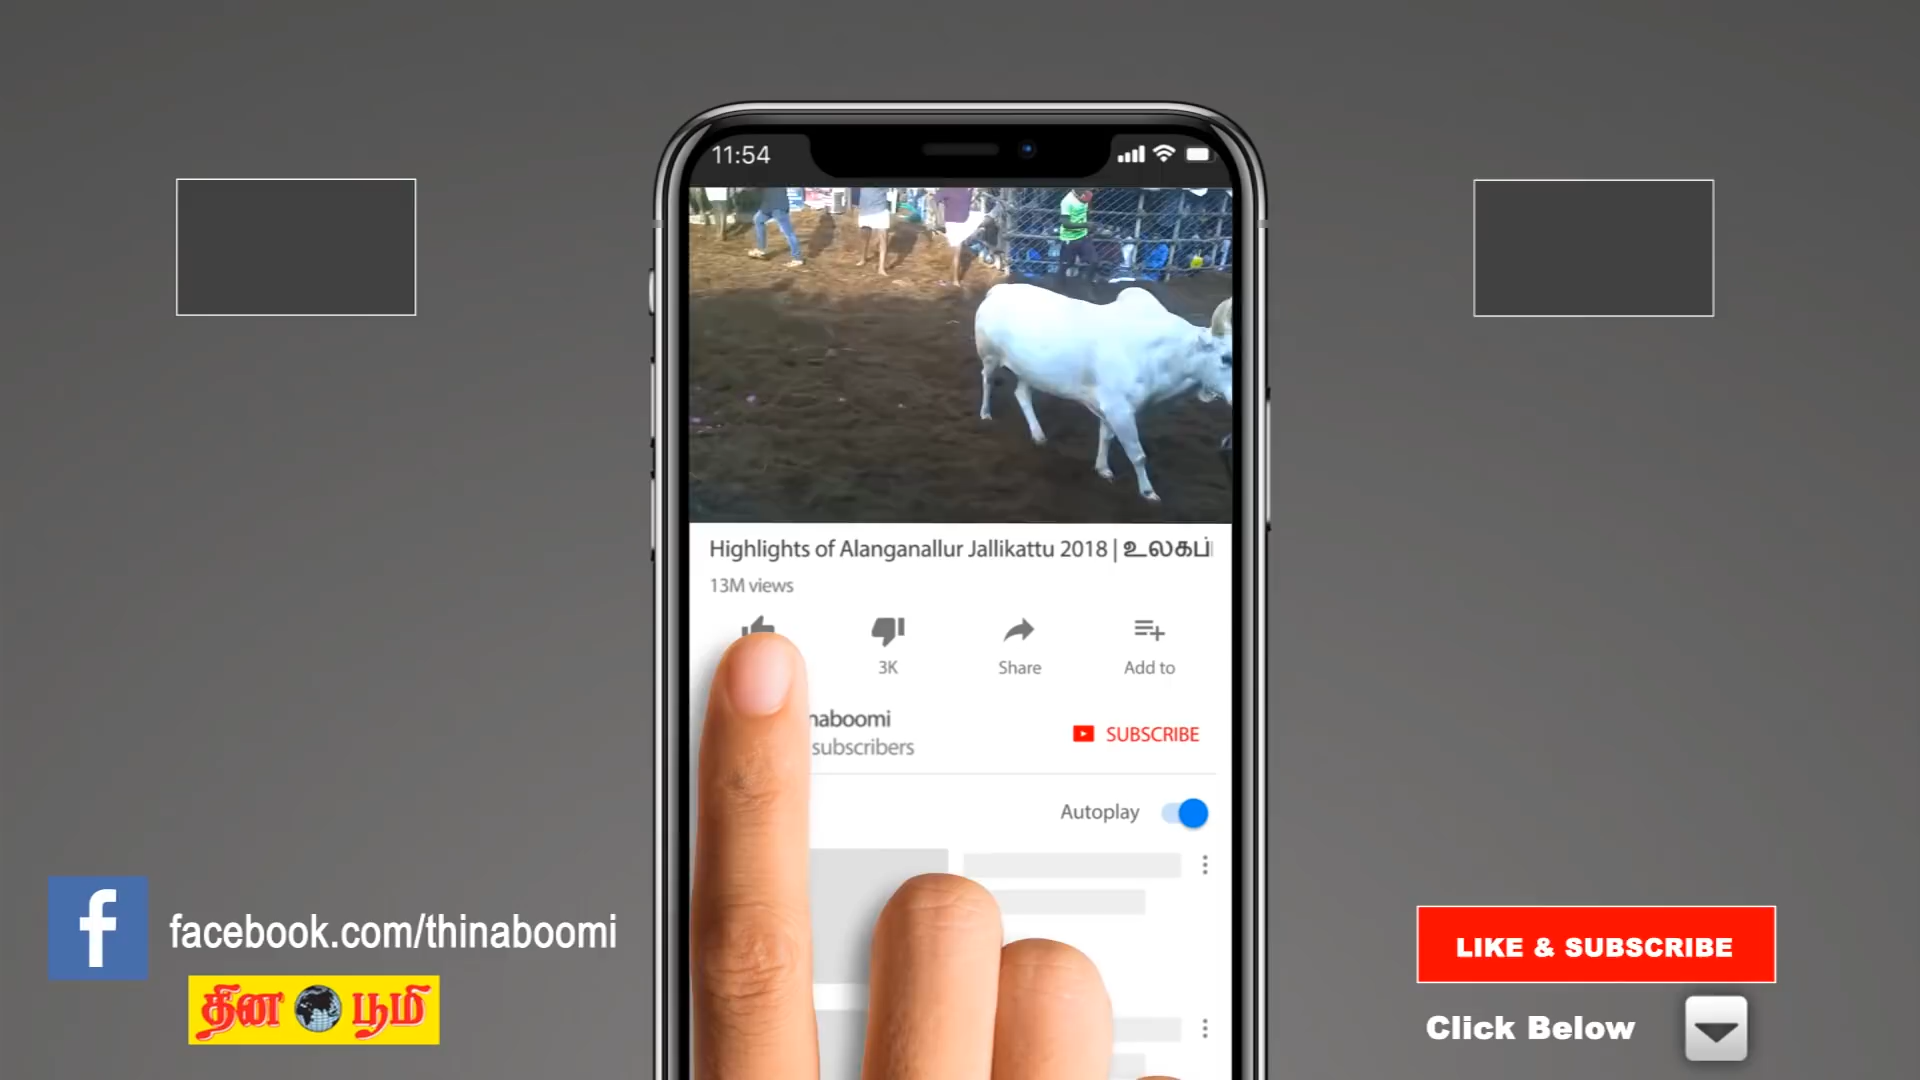 11:54
Highlights of Alanganallur Jallikattu 2018 | உலகப்
13M views
3K
Share
Add to
naboomi
subscribers
SUBSCRIBE
Autoplay
facebook.com/thinaboomi
தின பூமி
LIKE & SUBSCRIBE
Click Below